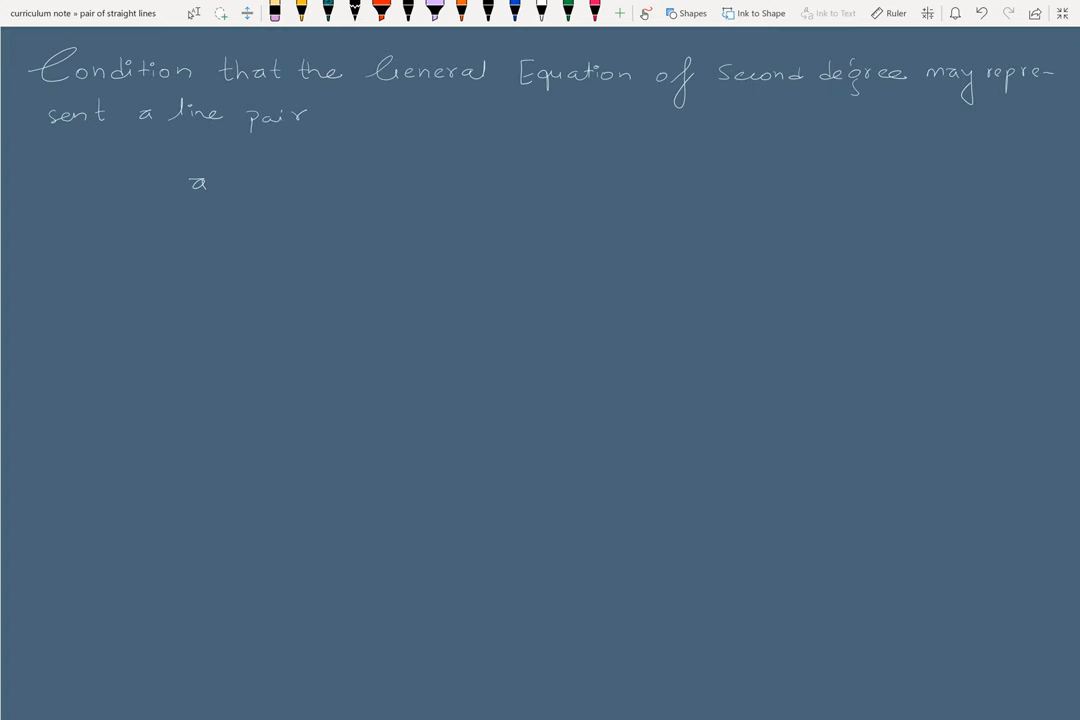 curriculum note » pair of straight lines
Shapes Ink to Shape Ink to Text Ruler
Condition that the General Equation of Second degree may repre-
sent a line pair
a